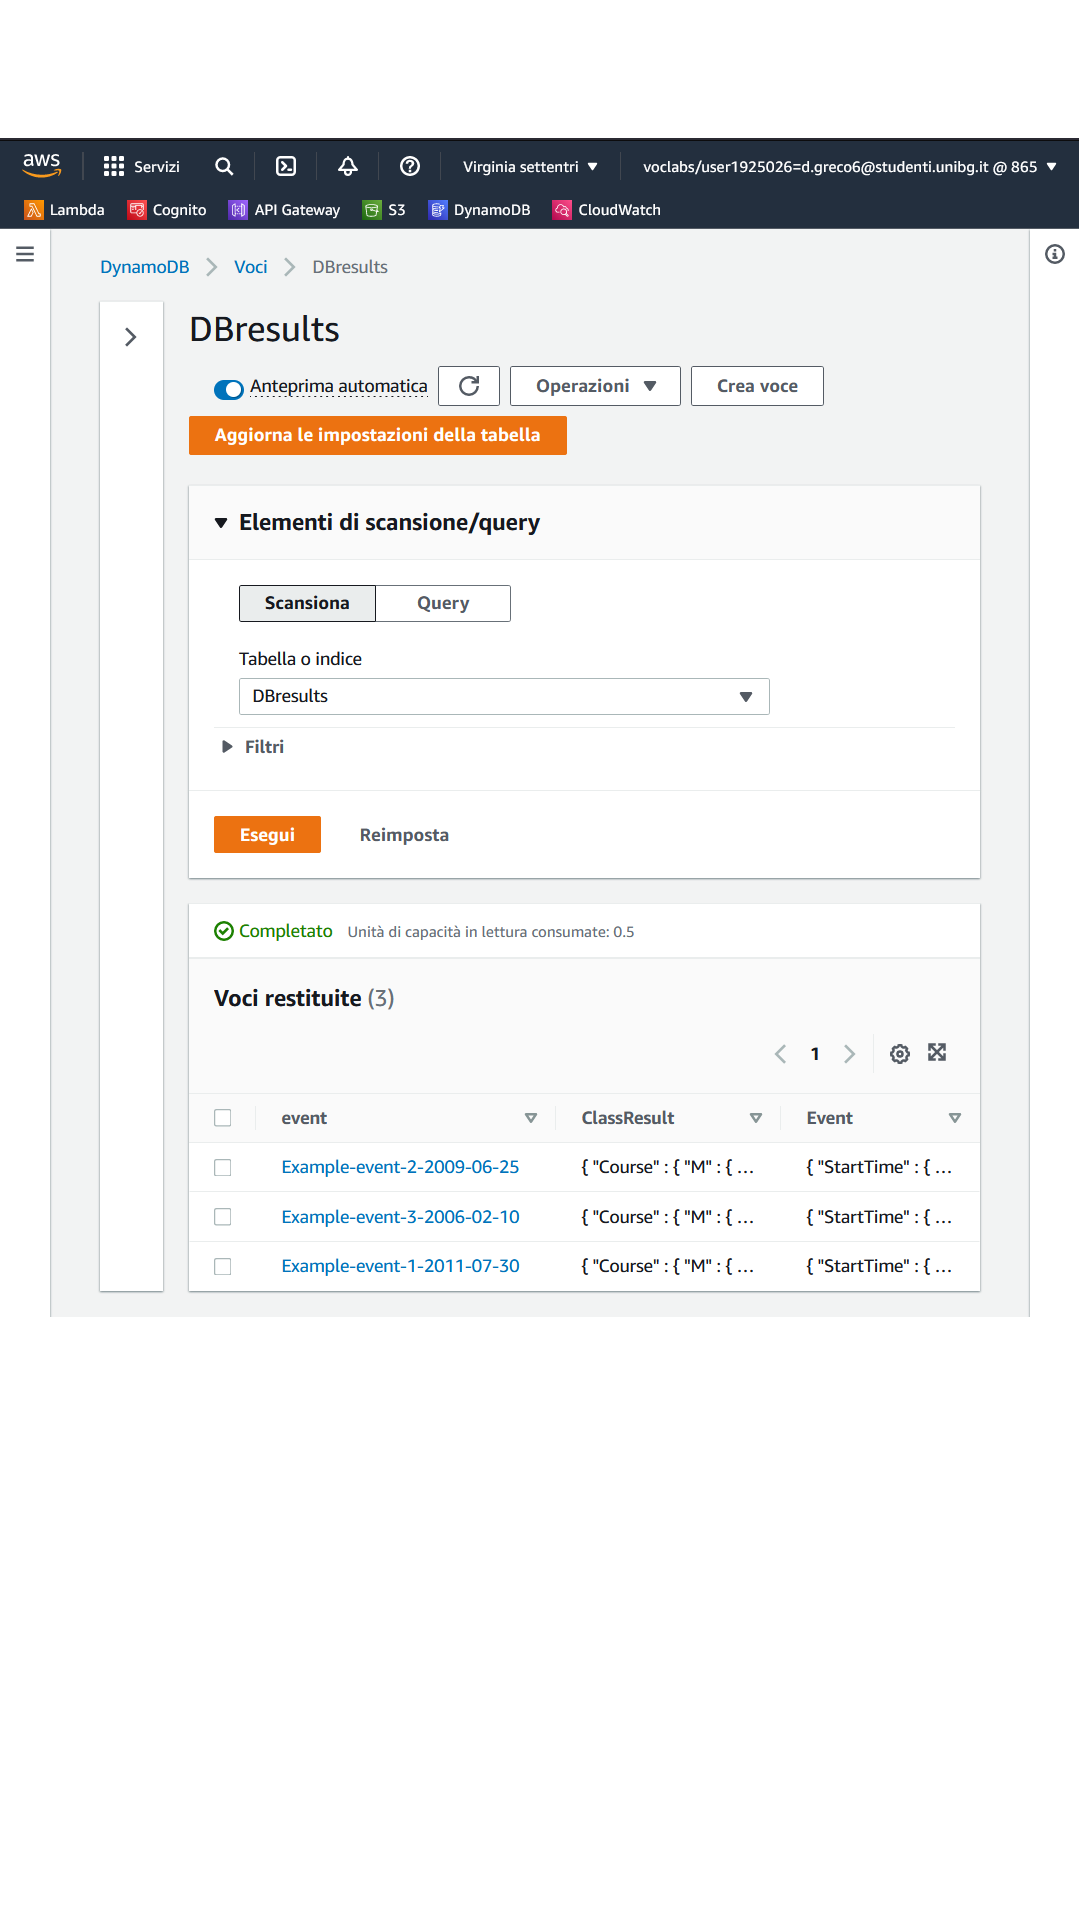 aws Servizi Virginia settentri voclabs/user1925026=d.greco6@studenti.unibg.it @ 865
Lambda Cognito API Gateway S3 DynamoDB CloudWatch
DynamoDB Voci DBresults
DBresults
Anteprima automatica Operazioni Crea voce
Aggiorna le impostazioni della tabella
Elementi di scansione/query
Scansiona Query
Tabella o indice
DBresults
Filtri
Esegui Reimposta
Completato Unità di capacità in lettura consumate: 0.5
Voci restituite (3)
1
event ClassResult Event
Example-event-2-2009-06-25 { "Course" : { "M" : { ... { "StartTime" : { ...
Example-event-3-2006-02-10 { "Course" : { "M" : { ... { "StartTime" : { ...
Example-event-1-2011-07-30 { "Course" : { "M" : { ... { "StartTime" : { ...